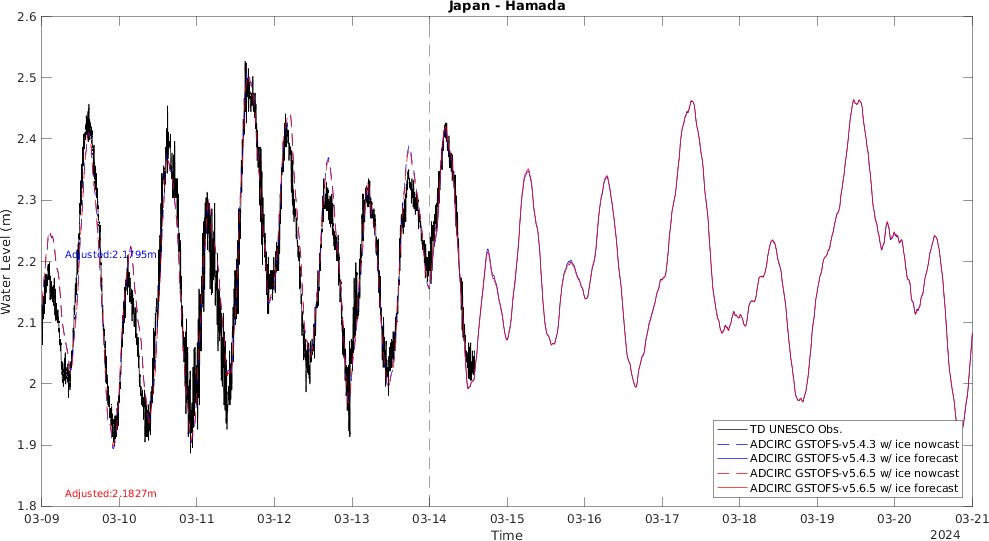 Japan - Hamada
2.6
2.5
2.4
2.3
2.2
2.1
2
1.9
1.8
Water Level (m)
Adjusted:2.1795m
Adjusted:2.1827m
TD UNESCO Obs.
ADCIRC GSTOFS-v5.4.3 w/ ice nowcast
ADCIRC GSTOFS-v5.4.3 w/ ice forecast
ADCIRC GSTOFS-v5.6.5 w/ ice nowcast
ADCIRC GSTOFS-v5.6.5 w/ ice forecast
03-09 03-10 03-11 03-12 03-13 03-14 03-15 03-16 03-17 03-18 03-19 03-20 03-21
Time
2024